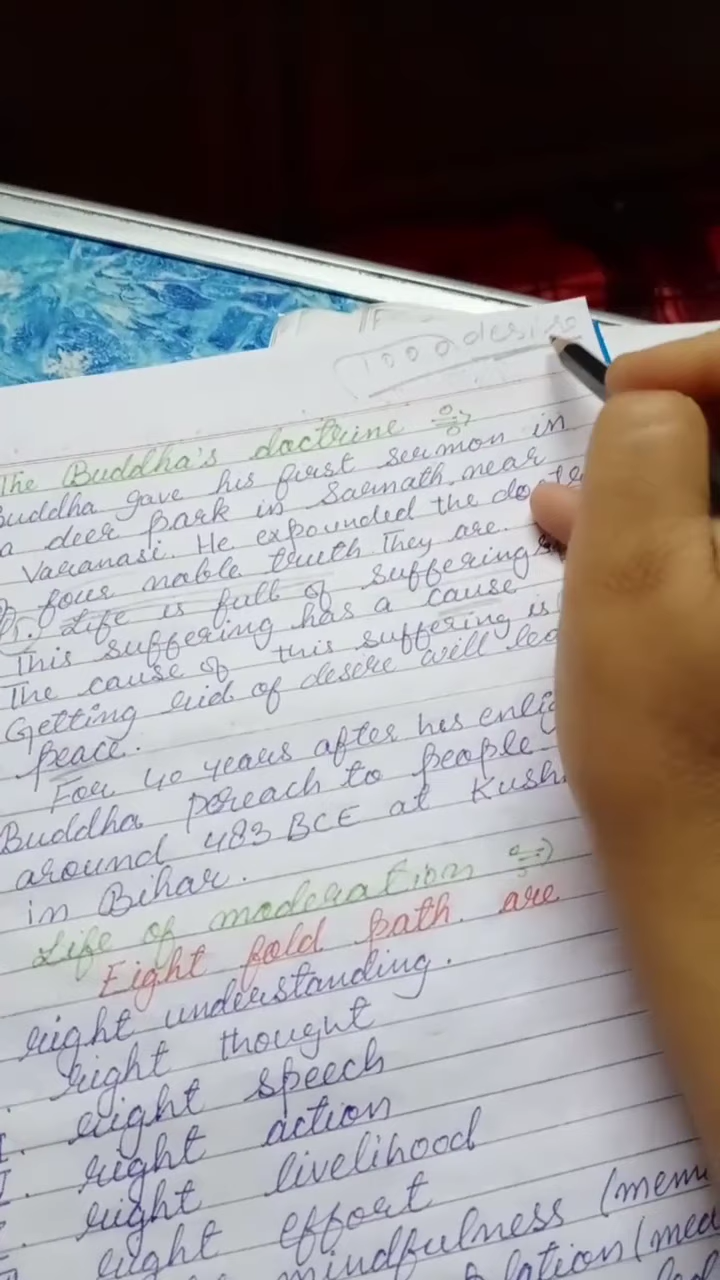 1000 desire
The Buddha's doctrine
Buddha gave his first sermon in
a deer park in Sarnath near
Varanasi. He expounded the
four noble truth They are.
1. Life is full of suffering
This suffering has a cause
The cause of this suffering is
Getting rid of desire will
peace.
For 40 years after his
Buddha poreach to people
around 483 BCE at Kush
in Bihar.
Life of moderation
Eight fold path are
right understanding.
right thought
right speech
right action
right livelihood
right effort
mindfulness (mem